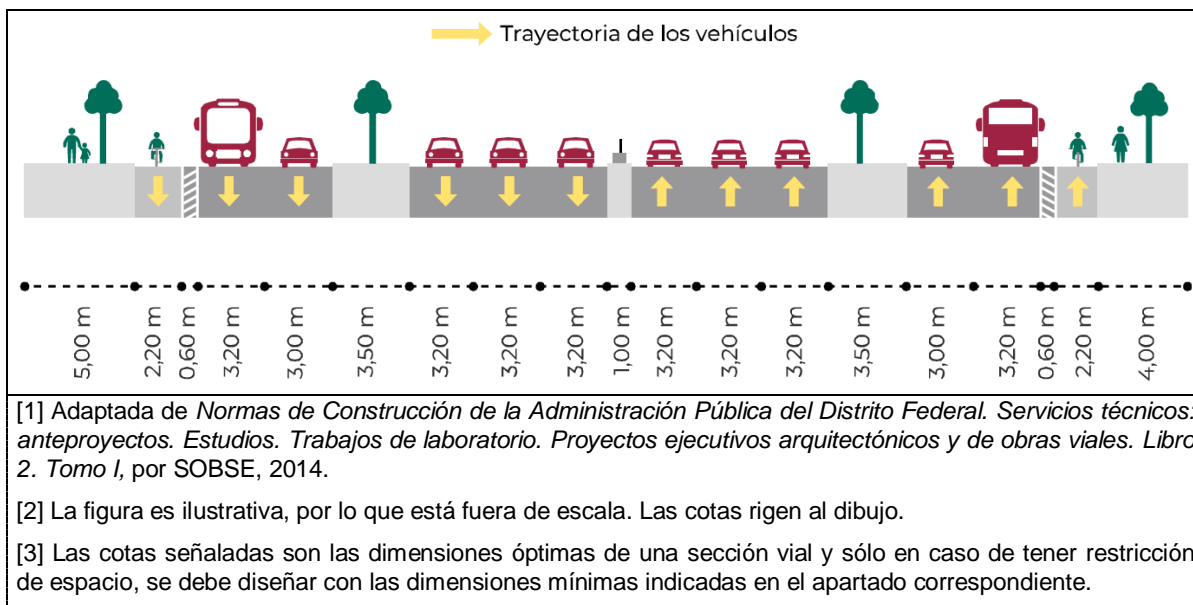 Trayectoria de los vehículos
5,00 m
2,20 m
0,60 m
3,20 m
3,00 m
3,50 m
3,20 m
3,20 m
3,20 m
1,00 m
3,20 m
3,20 m
3,20 m
3,50 m
3,00 m
3,20 m
0,60 m
2,20 m
4,00 m
[1] Adaptada de Normas de Construcción de la Administración Pública del Distrito Federal. Servicios técnicos:
anteproyectos. Estudios. Trabajos de laboratorio. Proyectos ejecutivos arquitectónicos y de obras viales. Libro
2. Tomo I, por SOBSE, 2014.
[2] La figura es ilustrativa, por lo que está fuera de escala. Las cotas rigen al dibujo.
[3] Las cotas señaladas son las dimensiones óptimas de una sección vial y sólo en caso de tener restricción
de espacio, se debe diseñar con las dimensiones mínimas indicadas en el apartado correspondiente.